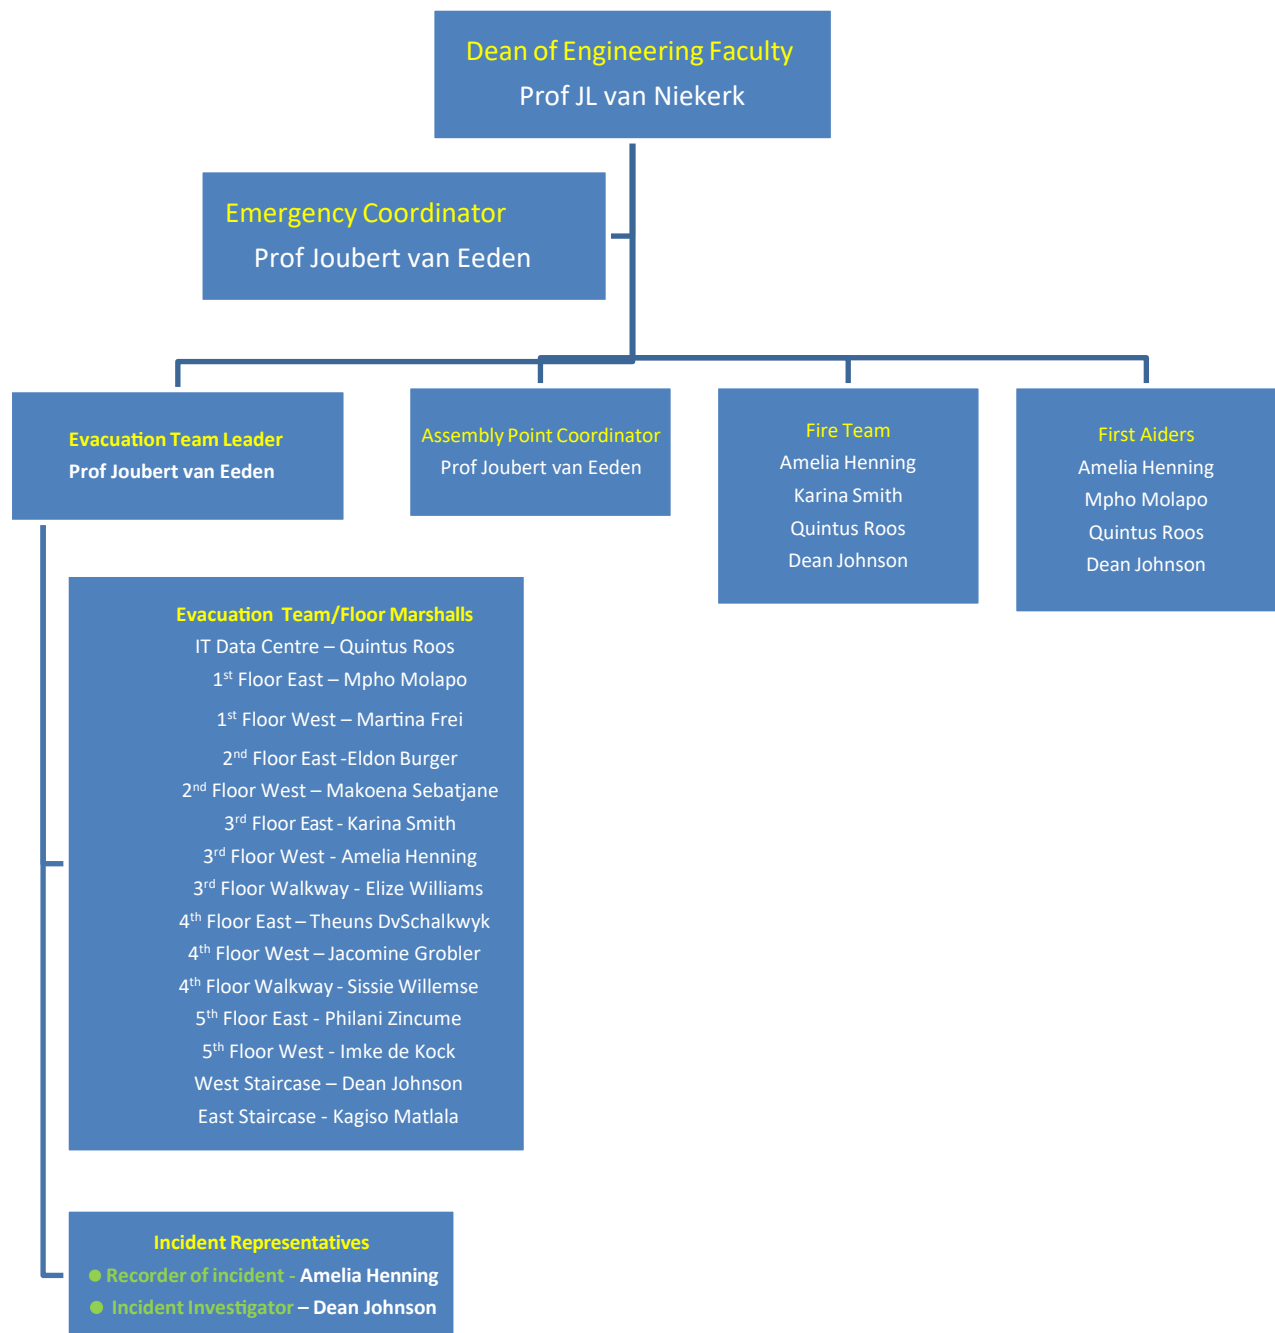 Dean of Engineering Faculty
Prof JL van Niekerk
Emergency Coordinator
Prof Joubert van Eeden
Evacuation Team Leader
Prof Joubert van Eeden
Assembly Point Coordinator
Prof Joubert van Eeden
Fire Team
Amelia Henning
Karina Smith
Quintus Roos
Dean Johnson
First Aiders
Amelia Henning
Mpho Molapo
Quintus Roos
Dean Johnson
Evacuation Team/Floor Marshalls
IT Data Centre – Quintus Roos
1st Floor East – Mpho Molapo
1st Floor West – Martina Frei
2nd Floor East -Eldon Burger
2nd Floor West – Makoena Sebatjane
3rd Floor East - Karina Smith
3rd Floor West - Amelia Henning
3rd Floor Walkway - Elize Williams
4th Floor East – Theuns DvSchalkwyk
4th Floor West – Jacomine Grobler
4th Floor Walkway - Sissie Willemse
5th Floor East - Philani Zincume
5th Floor West - Imke de Kock
West Staircase – Dean Johnson
East Staircase - Kagiso Matlala
Incident Representatives
● Recorder of incident - Amelia Henning
● Incident Investigator – Dean Johnson